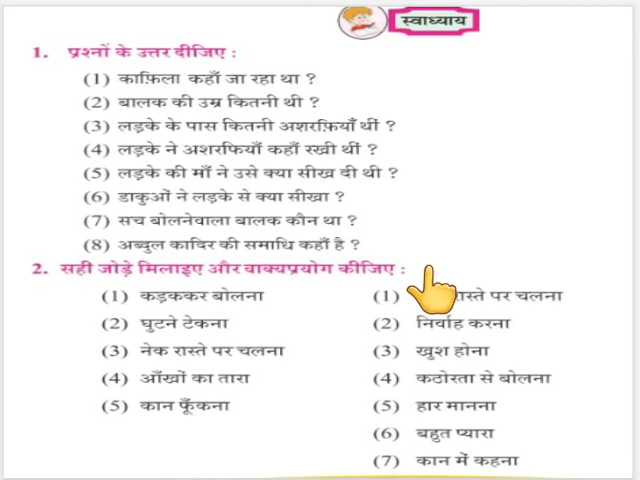 स्वाध्याय
1. प्रश्नों के उत्तर दीजिए :
(1) काफ़िला कहाँ जा रहा था ?
(2) बालक की उम्र कितनी थी ?
(3) लड़के के पास कितनी अशरफ़ियाँ थीं ?
(4) लड़के ने अशरफियाँ कहाँ रखी थीं ?
(5) लड़के की माँ ने उसे क्या सीख दी थी ?
(6) डाकुओं ने लड़के से क्या सीखा ?
(7) सच बोलनेवाला बालक कौन था ?
(8) अब्दुल कादिर की समाधि कहाँ है ?
2. सही जोड़े मिलाइए और वाक्यप्रयोग कीजिए :
(1) कड़ककर बोलना (1) रास्ते पर चलना
(2) घुटने टेकना (2) निर्वाह करना
(3) नेक रास्ते पर चलना (3) खुश होना
(4) आँखों का तारा (4) कठोरता से बोलना
(5) कान फूँकना (5) हार मानना
(6) बहुत प्यारा
(7) कान में कहना